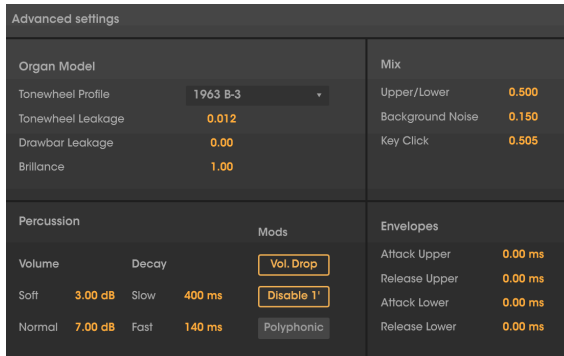 Advanced settings
Organ Model
Tonewheel Profile 1963 B-3
Tonewheel Leakage 0.012
Drawbar Leakage 0.00
Brillance 1.00
Mix
Upper/Lower 0.500
Background Noise 0.150
Key Click 0.505
Percussion Mods
Volume Decay Vol. Drop
Soft 3.00 dB Slow 400 ms Disable 1'
Normal 7.00 dB Fast 140 ms Polyphonic
Envelopes
Attack Upper 0.00 ms
Release Upper 0.00 ms
Attack Lower 0.00 ms
Release Lower 0.00 ms